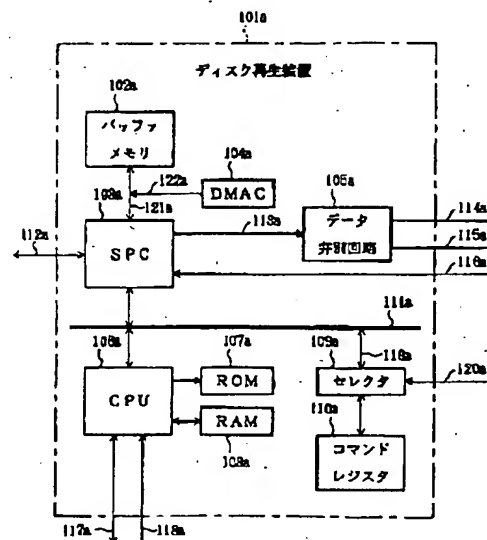 101a
ディスク再生装置
102a
バッファ
メモリ
104a
122a
DMAC
121a
103a
105a
データ
弁別回路
113a
114a
115a
112a
SPC
116a
111a
106a
107a
109a
118a
CPU
ROM
セレクタ
120a
RAM
110a
108a
コマンド
レジスタ
117a
118a